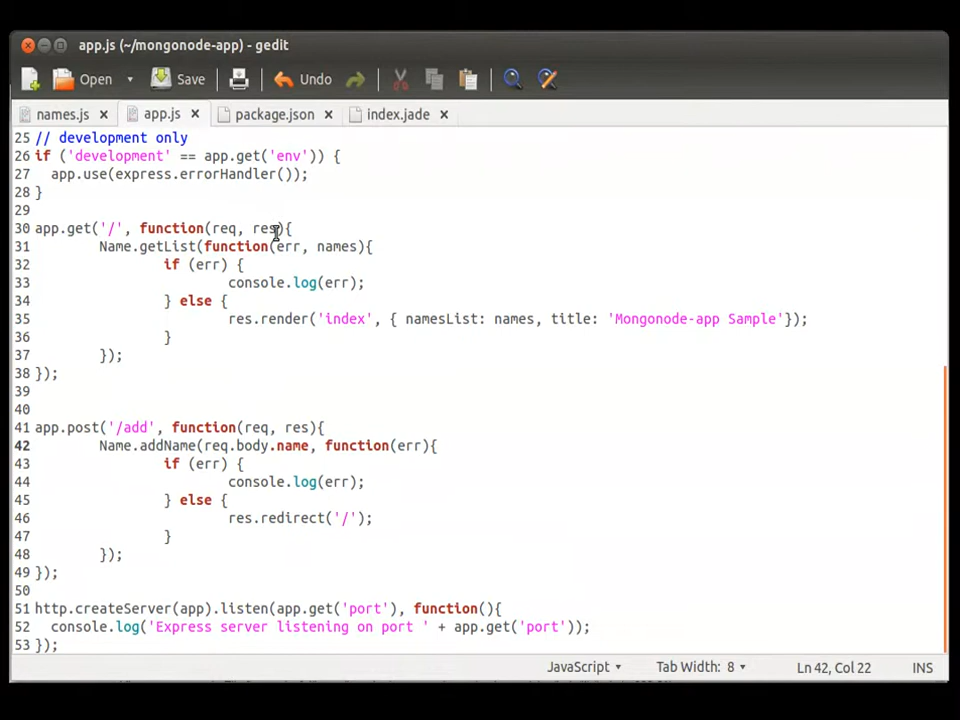 app.js (~/mongonode-app) - gedit
Open Save Undo
names.js app.js package.json index.jade
25 // development only
26 if ('development' == app.get('env')) {
27   app.use(express.errorHandler());
28 }
29
30 app.get('/', function(req, res){
31         Name.getList(function(err, names){
32                 if (err) {
33                         console.log(err);
34                 } else {
35                         res.render('index', { namesList: names, title: 'Mongonode-app Sample'});
36                 }
37         });
38 });
39
40
41 app.post('/add', function(req, res){
42         Name.addName(req.body.name, function(err){
43                 if (err) {
44                         console.log(err);
45                 } else {
46                         res.redirect('/');
47                 }
48         });
49 });
50
51 http.createServer(app).listen(app.get('port'), function(){
52   console.log('Express server listening on port ' + app.get('port'));
53 });
JavaScript Tab Width: 8 Ln 42, Col 22 INS